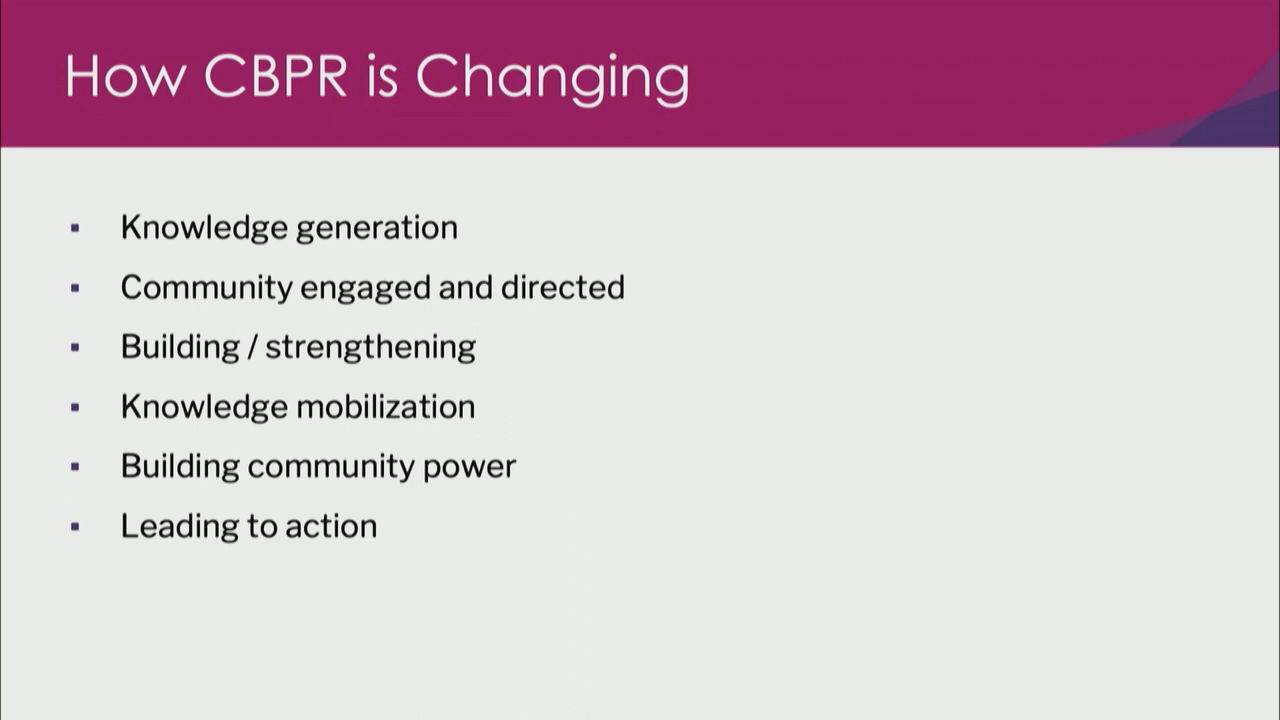 How CBPR is Changing
▪ Knowledge generation
▪ Community engaged and directed
▪ Building / strengthening
▪ Knowledge mobilization
▪ Building community power
▪ Leading to action